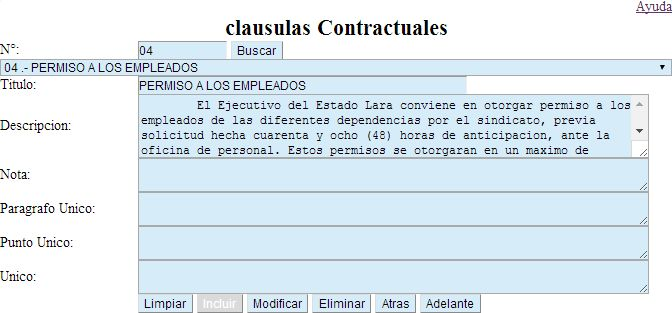 Ayuda
clausulas Contractuales
N°: 04 Buscar
04 .- PERMISO A LOS EMPLEADOS
Titulo: PERMISO A LOS EMPLEADOS
El Ejecutivo del Estado Lara conviene en otorgar permiso a los
Descripcion: empleados de las diferentes dependencias por el sindicato, previa
solicitud hecha cuarenta y ocho (48) horas de anticipacion, ante la
oficina de personal. Estos permisos se otorgaran en un maximo de
Nota:
Paragrafo Unico:
Punto Unico:
Unico:
Limpiar Incluir Modificar Eliminar Atras Adelante